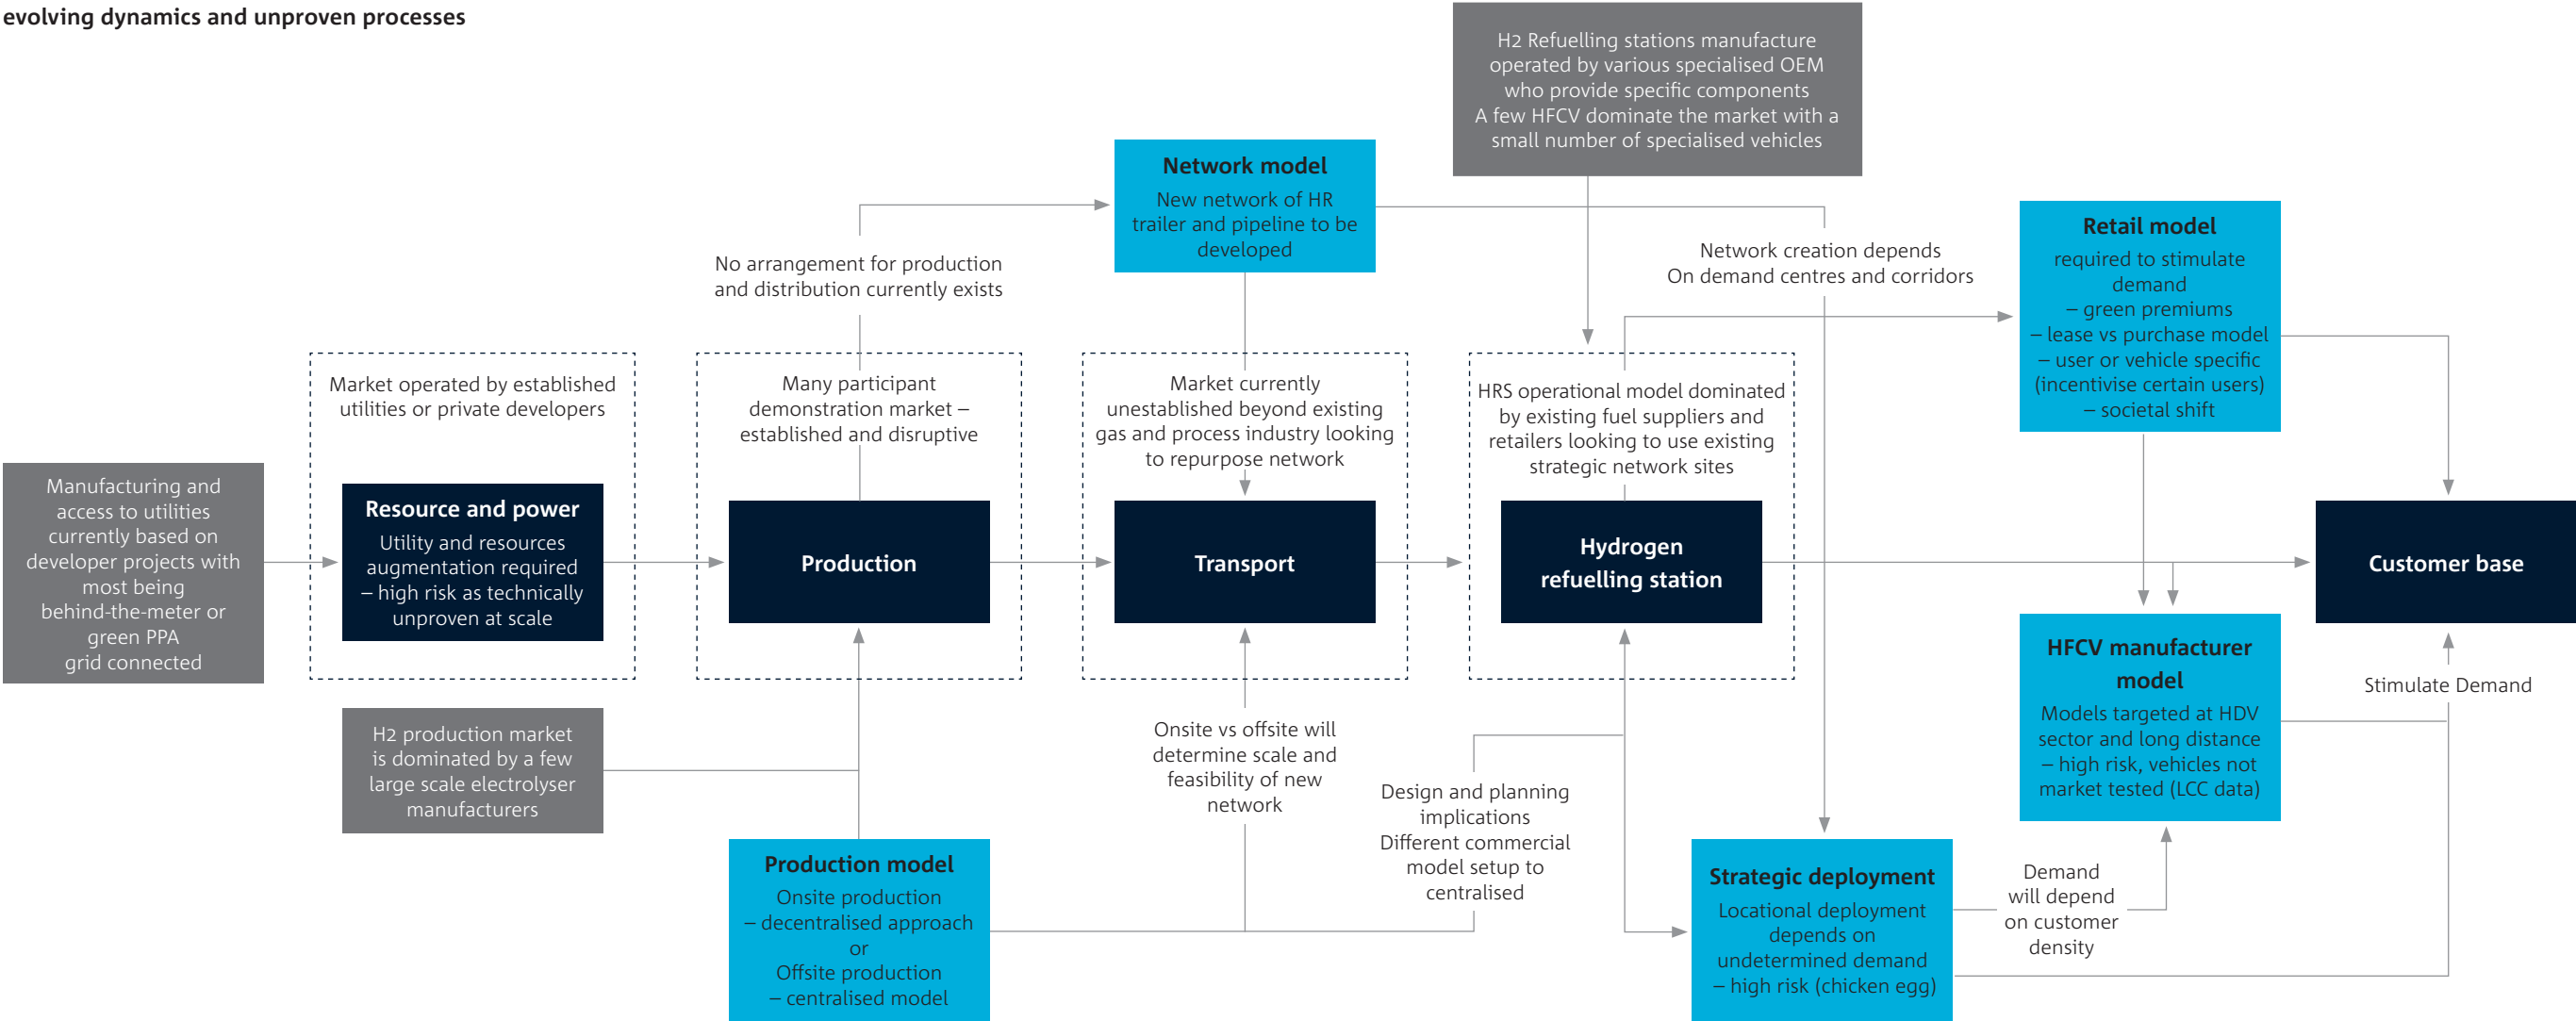 evolving dynamics and unproven processes
H2 Refuelling stations manufacture
operated by various specialised OEM
who provide specific components
A few HFCV dominate the market with a
small number of specialised vehicles
Network model
New network of HR
trailer and pipeline to be
developed
No arrangement for production
and distribution currently exists
Network creation depends
On demand centres and corridors
Retail model
required to stimulate
demand
– green premiums
– lease vs purchase model
– user or vehicle specific
(incentivise certain users)
– societal shift
Market operated by established
utilities or private developers
Many participant
demonstration market –
established and disruptive
Market currently
unestablished beyond existing
gas and process industry looking
to repurpose network
HRS operational model dominated
by existing fuel suppliers and
retailers looking to use existing
strategic network sites
Manufacturing and
access to utilities
currently based on
developer projects with
most being
behind-the-meter or
green PPA
grid connected
Resource and power
Utility and resources
augmentation required
– high risk as technically
unproven at scale
Production
Transport
Hydrogen
refuelling station
Customer base
HFCV manufacturer
model
Models targeted at HDV
sector and long distance
– high risk, vehicles not
market tested (LCC data)
Stimulate Demand
H2 production market
is dominated by a few
large scale electrolyser
manufacturers
Onsite vs offsite will
determine scale and
feasibility of new
network
Design and planning
implications
Different commercial
model setup to
centralised
Production model
Onsite production
– decentralised approach
or
Offsite production
– centralised model
Strategic deployment
Locational deployment
depends on
undetermined demand
– high risk (chicken egg)
Demand
will depend
on customer
density